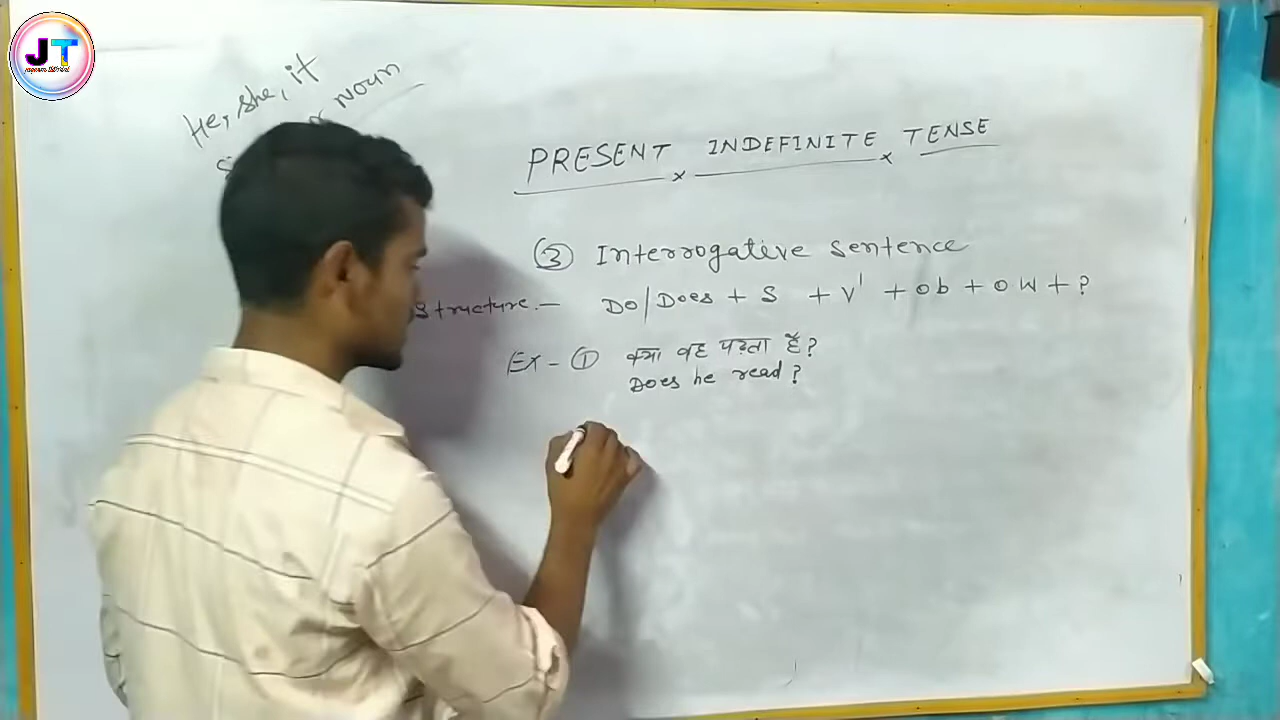 JT
He, she, it
Noun
PRESENT INDEFINITE TENSE
③ Interrogative sentence
Structure.— Do/Does + S + V¹ + Ob + OW + ?
Ex - ① क्या वह पढ़ता है?
Does he read?